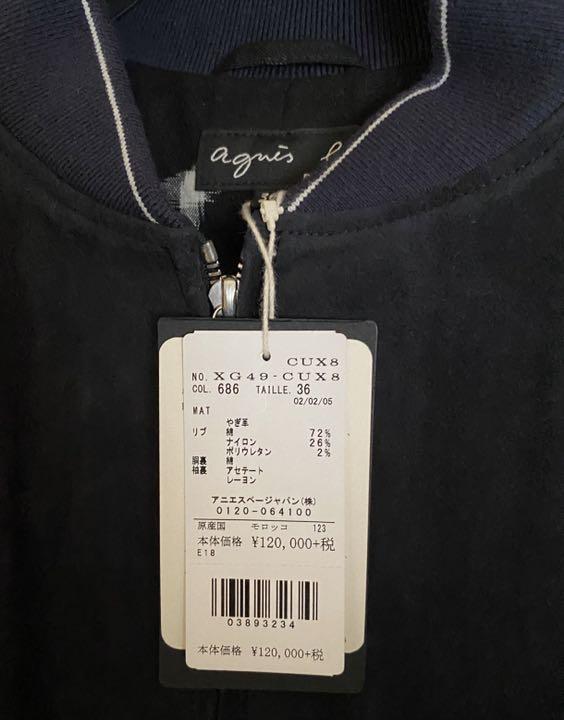 agnès b
CUX8
NO. XG49-CUX8
COL. 686 TAILLE. 36
02/02/05
MAT
やぎ革
リブ 綿 72%
ナイロン 26%
ポリウレタン 2%
胴裏 綿
袖裏 アセテート
レーヨン
アニエスベージャパン(株)
0120-064100
原産国 モロッコ 123
本体価格 ¥120,000+税
E18
03893234
本体価格 ¥120,000+税